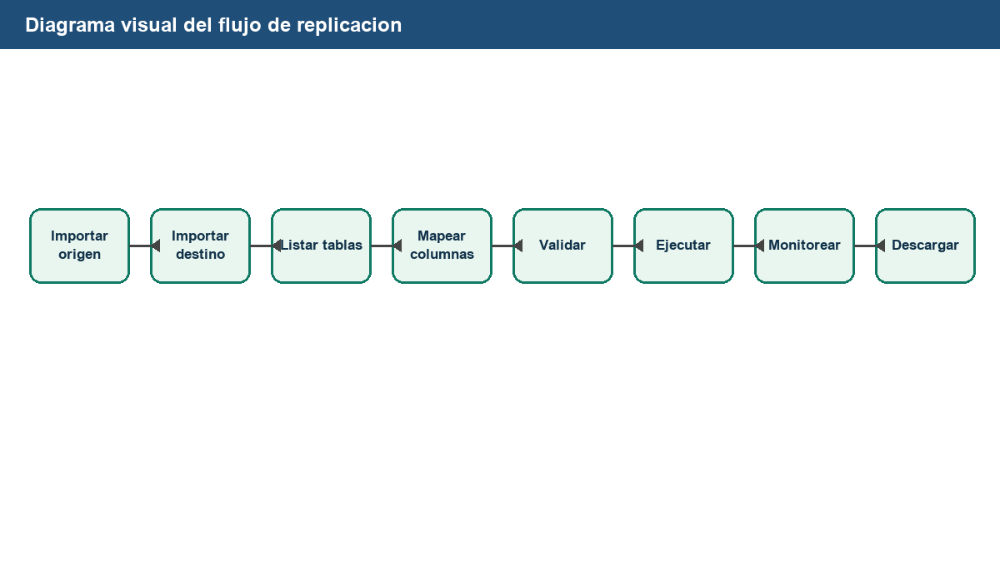 Diagrama visual del flujo de replicacion
Importar
origen
Importar
destino
Listar tablas
Mapear
columnas
Validar
Ejecutar
Monitorear
Descargar